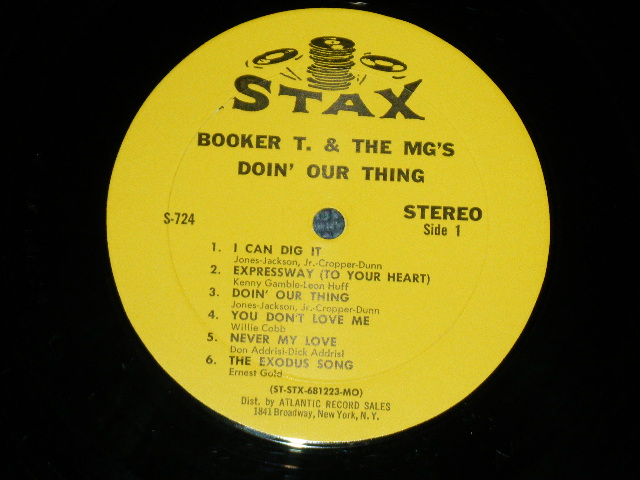 STAX
BOOKER T. & THE MG'S
DOIN' OUR THING
S-724
STEREO
Side 1
1. I CAN DIG IT
Jones-Jackson, Jr.-Cropper-Dunn
2. EXPRESSWAY (TO YOUR HEART)
Kenny Gamble-Leon Huff
3. DOIN' OUR THING
Jones-Jackson, Jr.-Cropper-Dunn
4. YOU DON'T LOVE ME
Willie Cobb
5. NEVER MY LOVE
Don Addrisi-Dick Addrisi
6. THE EXODUS SONG
Ernest Gold
(ST-STX-681223-MO)
Dist. by ATLANTIC RECORD SALES
1841 Broadway, New York, N. Y.